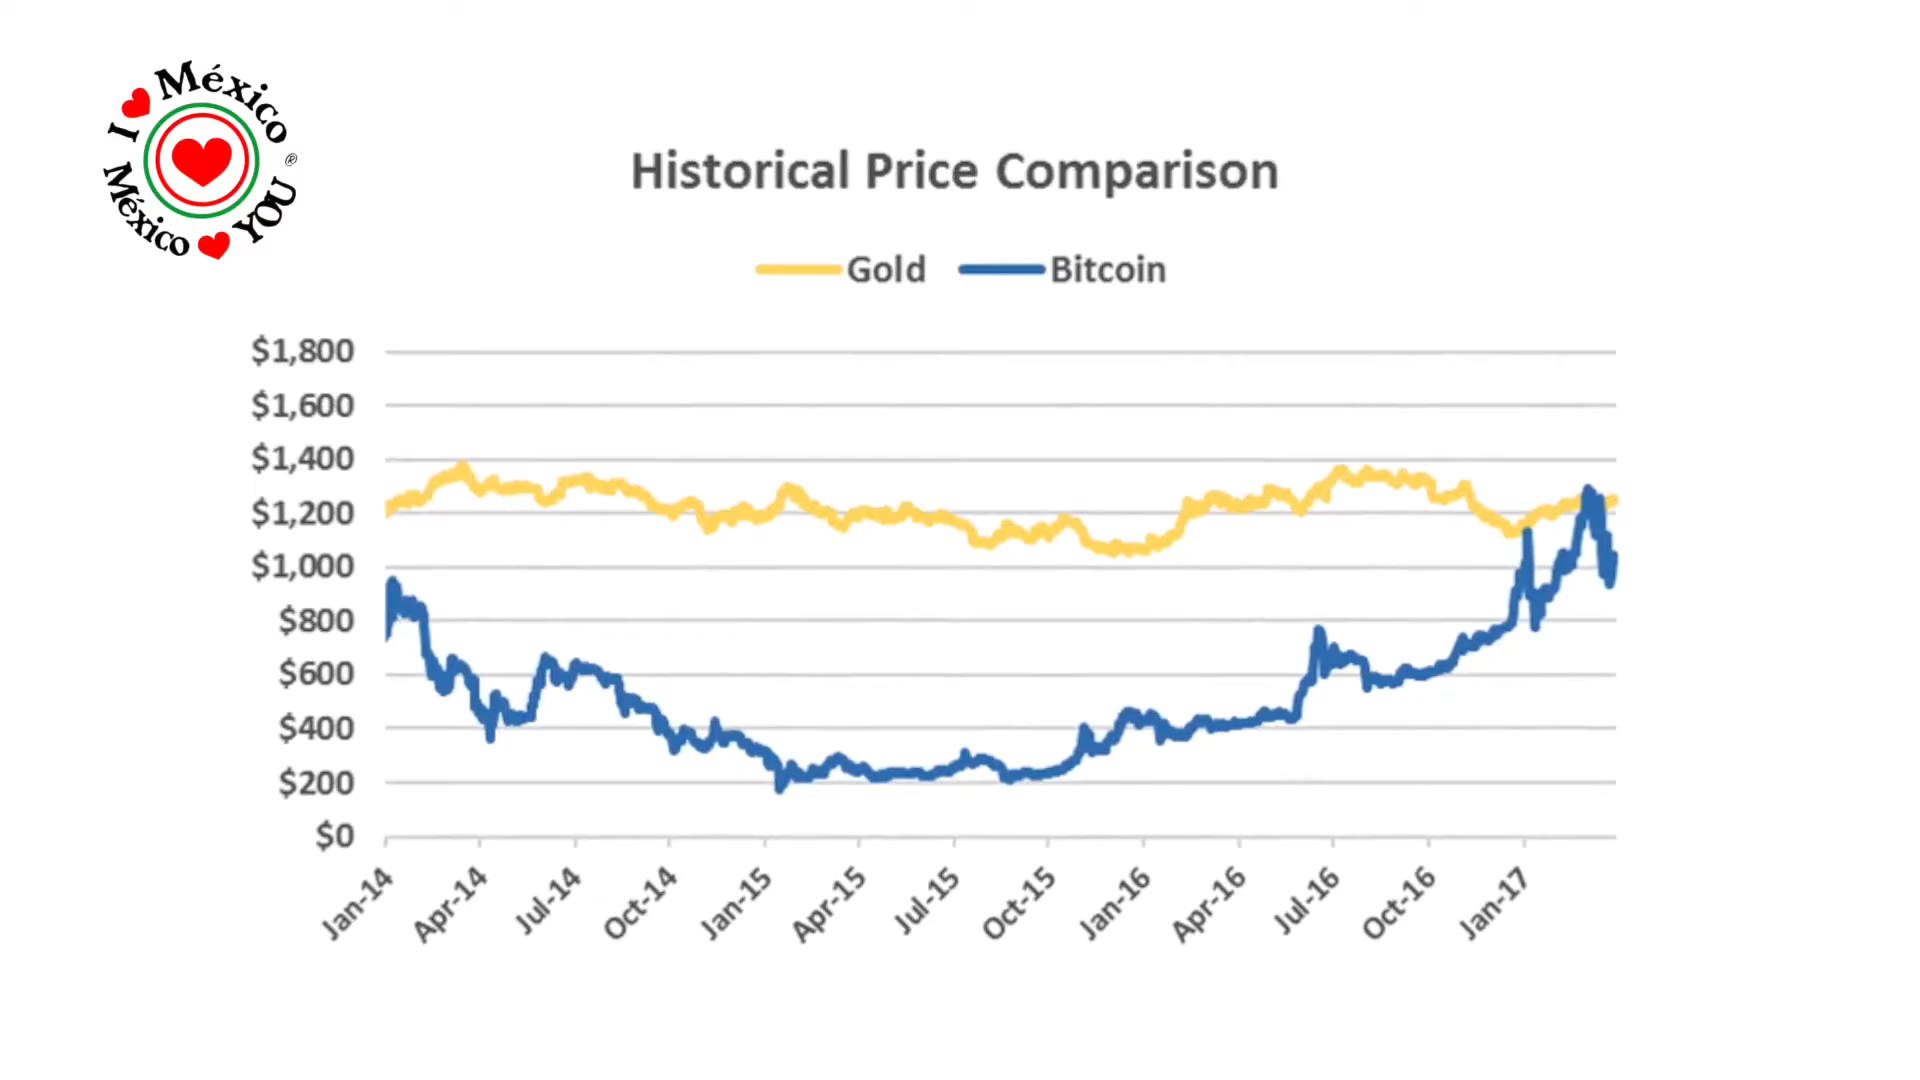 I México ®
México YOU
Historical Price Comparison
Gold Bitcoin
$1,800
$1,600
$1,400
$1,200
$1,000
$800
$600
$400
$200
$0
Jan-14 Apr-14 Jul-14 Oct-14 Jan-15 Apr-15 Jul-15 Oct-15 Jan-16 Apr-16 Jul-16 Oct-16 Jan-17